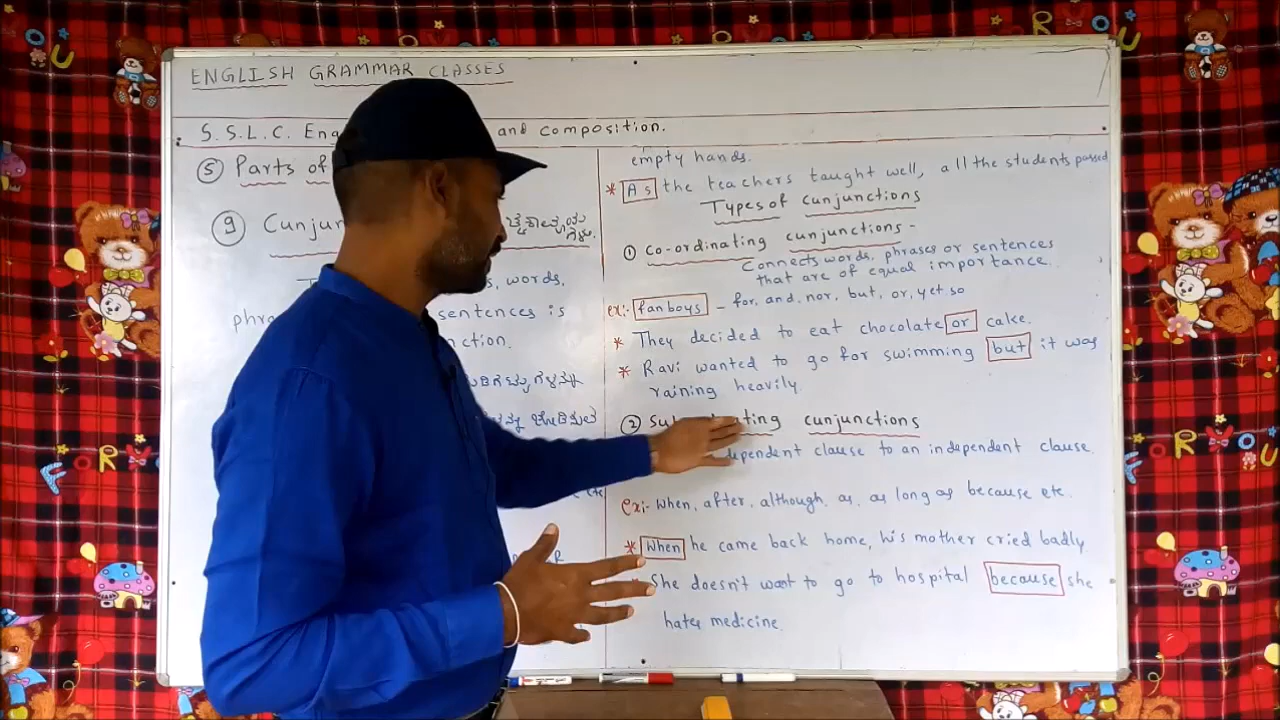 ENGLISH GRAMMAR CLASSES
S.S.L.C. Eng and composition.
⑤ Parts of
⑨ Cunjun
words,
phra sentences is
ction.
empty hands.
* As the teachers taught well, all the students passed
Types of cunjunctions
① Co-ordinating cunjunctions-
Connects words, phrases or sentences
that are of equal importance.
ex:- fanboys - for, and, nor, but, or, yet so
* They decided to eat chocolate or cake.
* Ravi wanted to go for swimming but it was
raining heavily.
② Su ting cunjunctions
dependent clause to an independent clause.
ex:- When, after, although, as, as long as because etc.
* When he came back home, his mother cried badly
She doesn't want to go to hospital because she
hates medicine
FOR
YOU